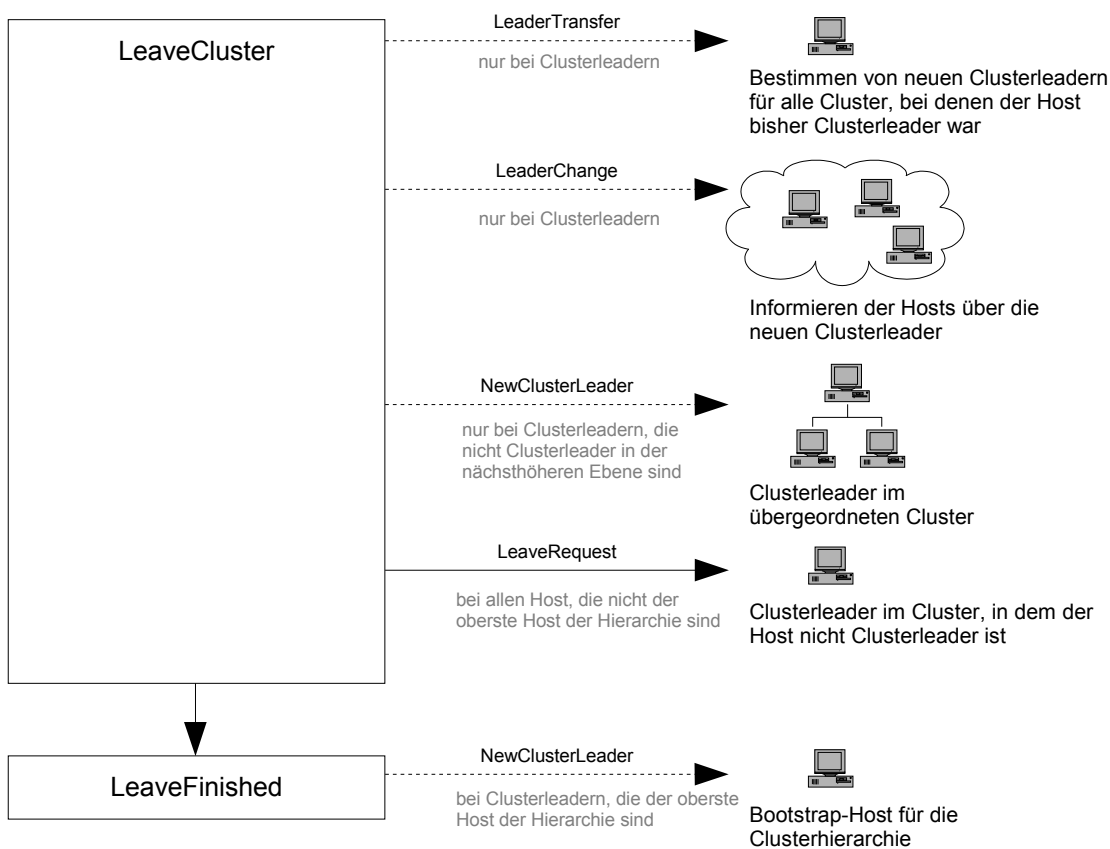 LeaveCluster
LeaderTransfer
nur bei Clusterleadern
Bestimmen von neuen Clusterleadern
für alle Cluster, bei denen der Host
bisher Clusterleader war
LeaderChange
nur bei Clusterleadern
Informieren der Hosts über die
neuen Clusterleader
NewClusterLeader
nur bei Clusterleadern, die
nicht Clusterleader in der
nächsthöheren Ebene sind
Clusterleader im
übergeordneten Cluster
LeaveRequest
bei allen Host, die nicht der
oberste Host der Hierarchie sind
Clusterleader im Cluster, in dem der
Host nicht Clusterleader ist
LeaveFinished
NewClusterLeader
bei Clusterleadern, die der oberste
Host der Hierarchie sind
Bootstrap-Host für die
Clusterhierarchie